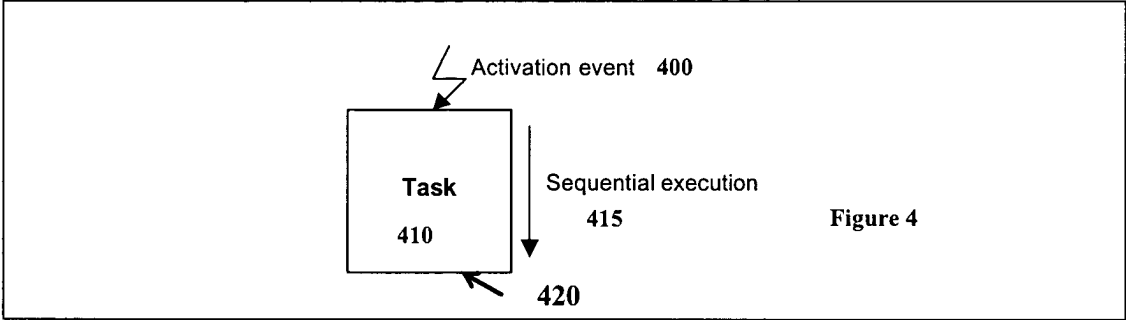 Activation event 400
Task
Sequential execution
410
415
Figure 4
420